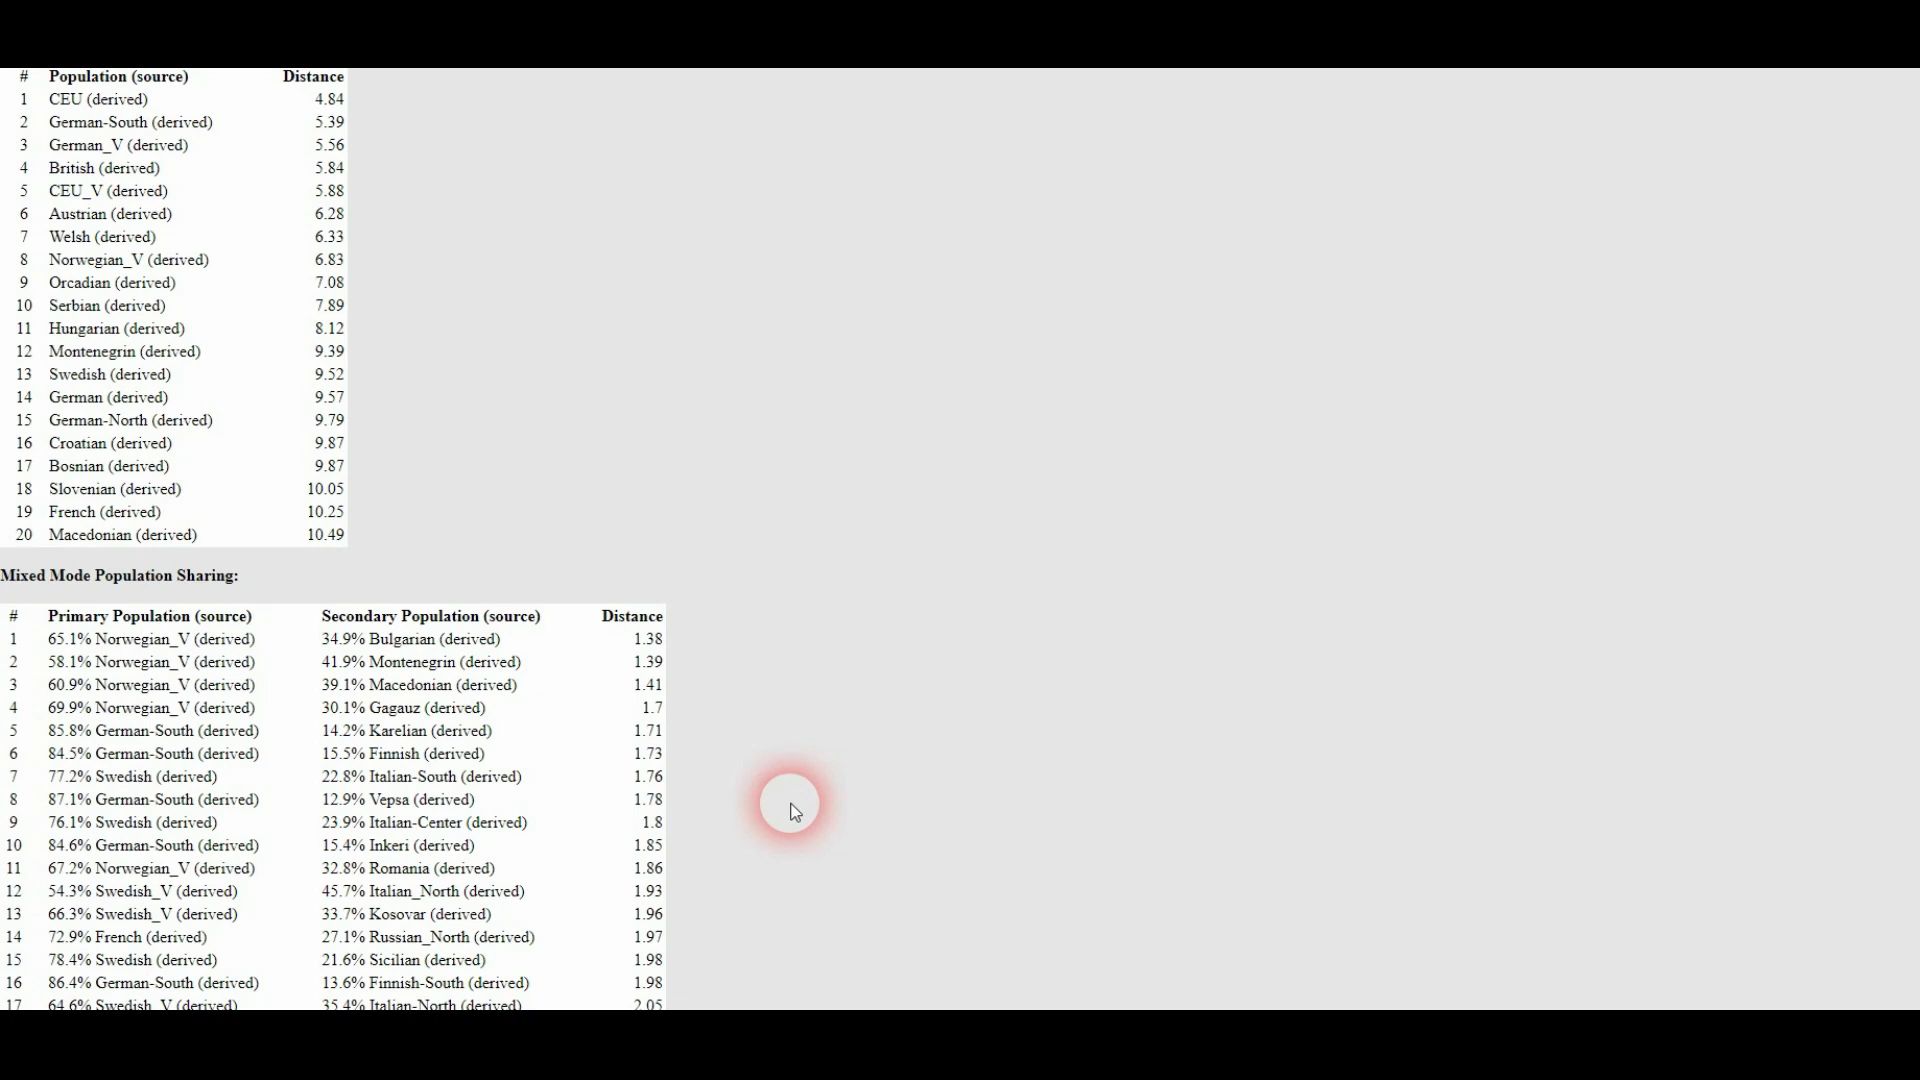 # Population (source) Distance
1 CEU (derived) 4.84
2 German-South (derived) 5.39
3 German_V (derived) 5.56
4 British (derived) 5.84
5 CEU_V (derived) 5.88
6 Austrian (derived) 6.28
7 Welsh (derived) 6.33
8 Norwegian_V (derived) 6.83
9 Orcadian (derived) 7.08
10 Serbian (derived) 7.89
11 Hungarian (derived) 8.12
12 Montenegrin (derived) 9.39
13 Swedish (derived) 9.52
14 German (derived) 9.57
15 German-North (derived) 9.79
16 Croatian (derived) 9.87
17 Bosnian (derived) 9.87
18 Slovenian (derived) 10.05
19 French (derived) 10.25
20 Macedonian (derived) 10.49
Mixed Mode Population Sharing:
# Primary Population (source) Secondary Population (source) Distance
1 65.1% Norwegian_V (derived) 34.9% Bulgarian (derived) 1.38
2 58.1% Norwegian_V (derived) 41.9% Montenegrin (derived) 1.39
3 60.9% Norwegian_V (derived) 39.1% Macedonian (derived) 1.41
4 69.9% Norwegian_V (derived) 30.1% Gagauz (derived) 1.7
5 85.8% German-South (derived) 14.2% Karelian (derived) 1.71
6 84.5% German-South (derived) 15.5% Finnish (derived) 1.73
7 77.2% Swedish (derived) 22.8% Italian-South (derived) 1.76
8 87.1% German-South (derived) 12.9% Vepsa (derived) 1.78
9 76.1% Swedish (derived) 23.9% Italian-Center (derived) 1.8
10 84.6% German-South (derived) 15.4% Inkeri (derived) 1.85
11 67.2% Norwegian_V (derived) 32.8% Romania (derived) 1.86
12 54.3% Swedish_V (derived) 45.7% Italian_North (derived) 1.93
13 66.3% Swedish_V (derived) 33.7% Kosovar (derived) 1.96
14 72.9% French (derived) 27.1% Russian_North (derived) 1.97
15 78.4% Swedish (derived) 21.6% Sicilian (derived) 1.98
16 86.4% German-South (derived) 13.6% Finnish-South (derived) 1.98
17 64.6% Swedish_V (derived) 35.4% Italian-North (derived) 2.05